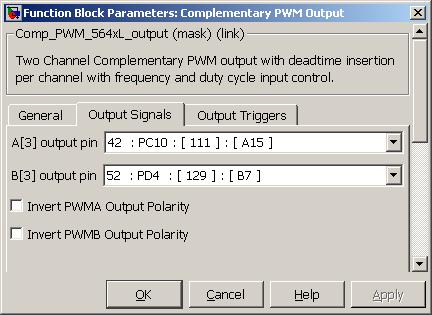 Function Block Parameters: Complementary PWM Output
Comp_PWM_564xL_output (mask) (link)
Two Channel Complementary PWM output with deadtime insertion
per channel with frequency and duty cycle input control.
General Output Signals Output Triggers
A[3] output pin 42 : PC10 : [ 111 ] : [ A15 ]
B[3] output pin 52 : PD4 : [ 129 ] : [ B7 ]
Invert PWMA Output Polarity
Invert PWMB Output Polarity
OK Cancel Help Apply